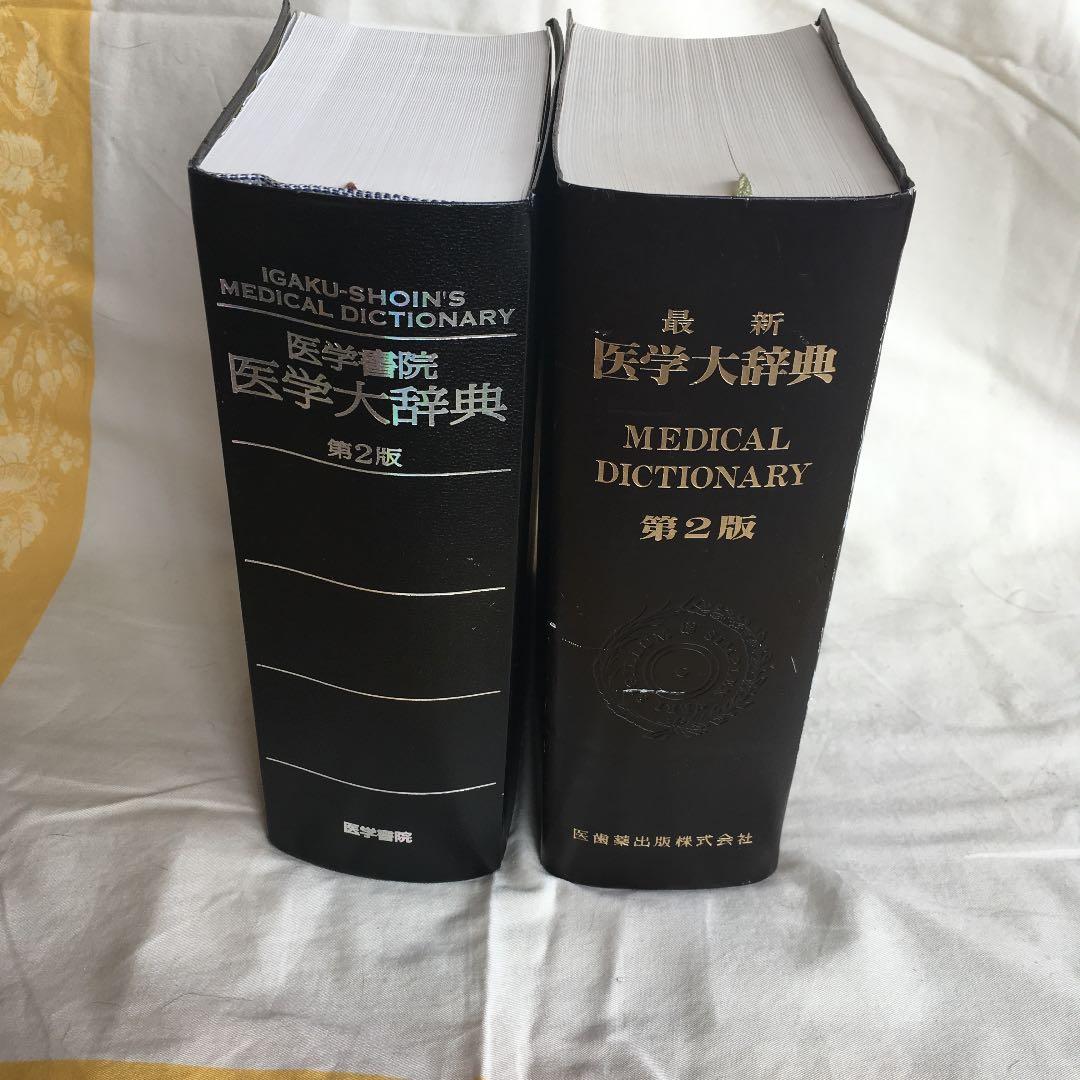 IGAKU-SHOIN'S
MEDICAL DICTIONARY
医学書院
医学大辞典
第2版
医学書院
最新
医学大辞典
MEDICAL
DICTIONARY
第2版
医歯薬出版株式会社